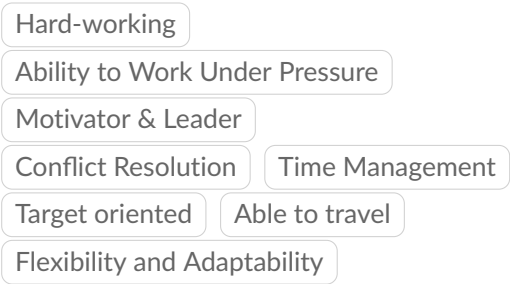 Hard-working
Ability to Work Under Pressure
Motivator & Leader
Conflict Resolution Time Management
Target oriented Able to travel
Flexibility and Adaptability